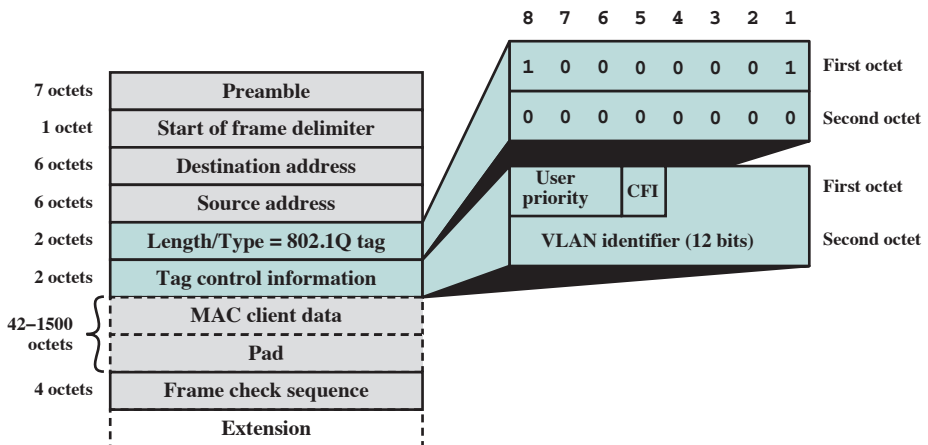 8 7 6 5 4 3 2 1
1 0 0 0 0 0 0 1 First octet
0 0 0 0 0 0 0 0 Second octet
User priority CFI First octet
VLAN identifier (12 bits) Second octet
7 octets Preamble
1 octet Start of frame delimiter
6 octets Destination address
6 octets Source address
2 octets Length/Type = 802.1Q tag
2 octets Tag control information
42–1500 octets
MAC client data
Pad
4 octets Frame check sequence
Extension